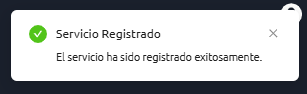 Servicio Registrado
El servicio ha sido registrado exitosamente.